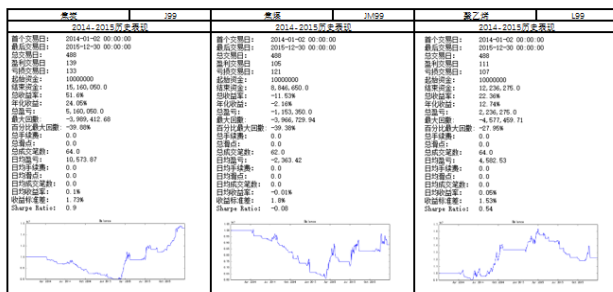 焦炭 J99
2014-2015历史表现
首个交易日: 2014-01-02 00:00:00
最后交易日: 2015-12-30 00:00:00
总交易日: 488
盈利交易日 139
亏损交易日: 133
起始资金: 10000000
结束资金: 15,160,050.0
总收益率: 51.6%
年化收益: 24.05%
总盈亏: 5,160,050.0
最大回撤: -3,989,412.68
百分比最大回撤: -39.88%
总手续费: 0.0
总滑点: 0.0
总成交笔数: 64.0
日均盈亏: 10,573.87
日均手续费: 0.0
日均滑点: 0.0
日均成交笔数: 0.0
日均收益率: 0.1%
收益标准差: 1.73%
Sharpe Ratio: 0.9
焦煤 JM99
2014-2015历史表现
首个交易日: 2014-01-02 00:00:00
最后交易日: 2015-12-30 00:00:00
总交易日: 488
盈利交易日 105
亏损交易日: 121
起始资金: 10000000
结束资金: 8,846,650.0
总收益率: -11.53%
年化收益: -2.16%
总盈亏: -1,153,350.0
最大回撤: -3,966,729.94
百分比最大回撤: -39.38%
总手续费: 0.0
总滑点: 0.0
总成交笔数: 62.0
日均盈亏: -2,363.42
日均手续费: 0.0
日均滑点: 0.0
日均成交笔数: 0.0
日均收益率: -0.01%
收益标准差: 1.8%
Sharpe Ratio: -0.08
聚乙烯 L99
2014-2015历史表现
首个交易日: 2014-01-02 00:00:00
最后交易日: 2015-12-30 00:00:00
总交易日: 488
盈利交易日 111
亏损交易日: 107
起始资金: 10000000
结束资金: 12,236,275.0
总收益率: 22.36%
年化收益: 12.74%
总盈亏: 2,236,275.0
最大回撤: -4,577,459.71
百分比最大回撤: -27.95%
总手续费: 0.0
总滑点: 0.0
总成交笔数: 64.0
日均盈亏: 4,582.53
日均手续费: 0.0
日均滑点: 0.0
日均成交笔数: 0.0
日均收益率: 0.05%
收益标准差: 1.53%
Sharpe Ratio: 0.54